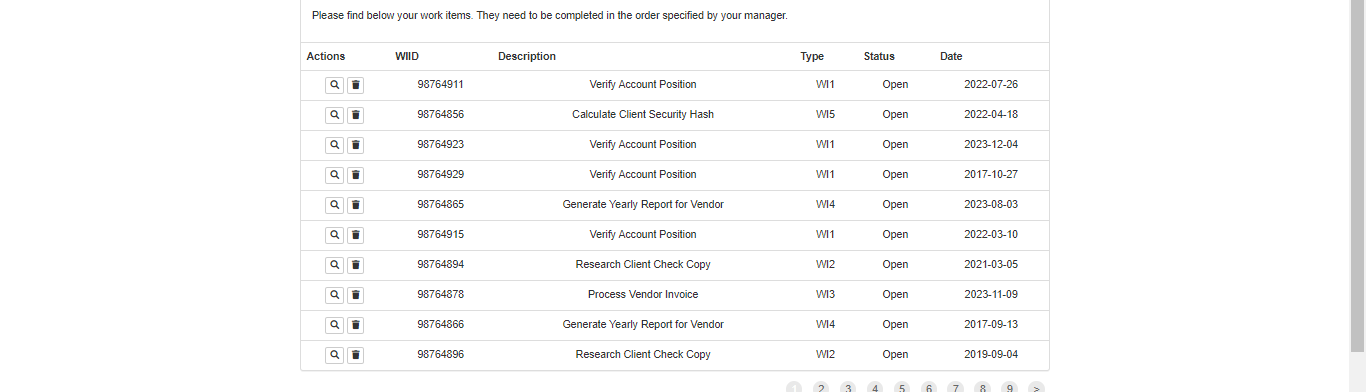 Please find below your work items. They need to be completed in the order specified by your manager.
Actions WIID Description Type Status Date
98764911 Verify Account Position WI1 Open 2022-07-26
98764856 Calculate Client Security Hash WI5 Open 2022-04-18
98764923 Verify Account Position WI1 Open 2023-12-04
98764929 Verify Account Position WI1 Open 2017-10-27
98764865 Generate Yearly Report for Vendor WI4 Open 2023-08-03
98764915 Verify Account Position WI1 Open 2022-03-10
98764894 Research Client Check Copy WI2 Open 2021-03-05
98764878 Process Vendor Invoice WI3 Open 2023-11-09
98764866 Generate Yearly Report for Vendor WI4 Open 2017-09-13
98764896 Research Client Check Copy WI2 Open 2019-09-04
1 2 3 4 5 6 7 8 9 >